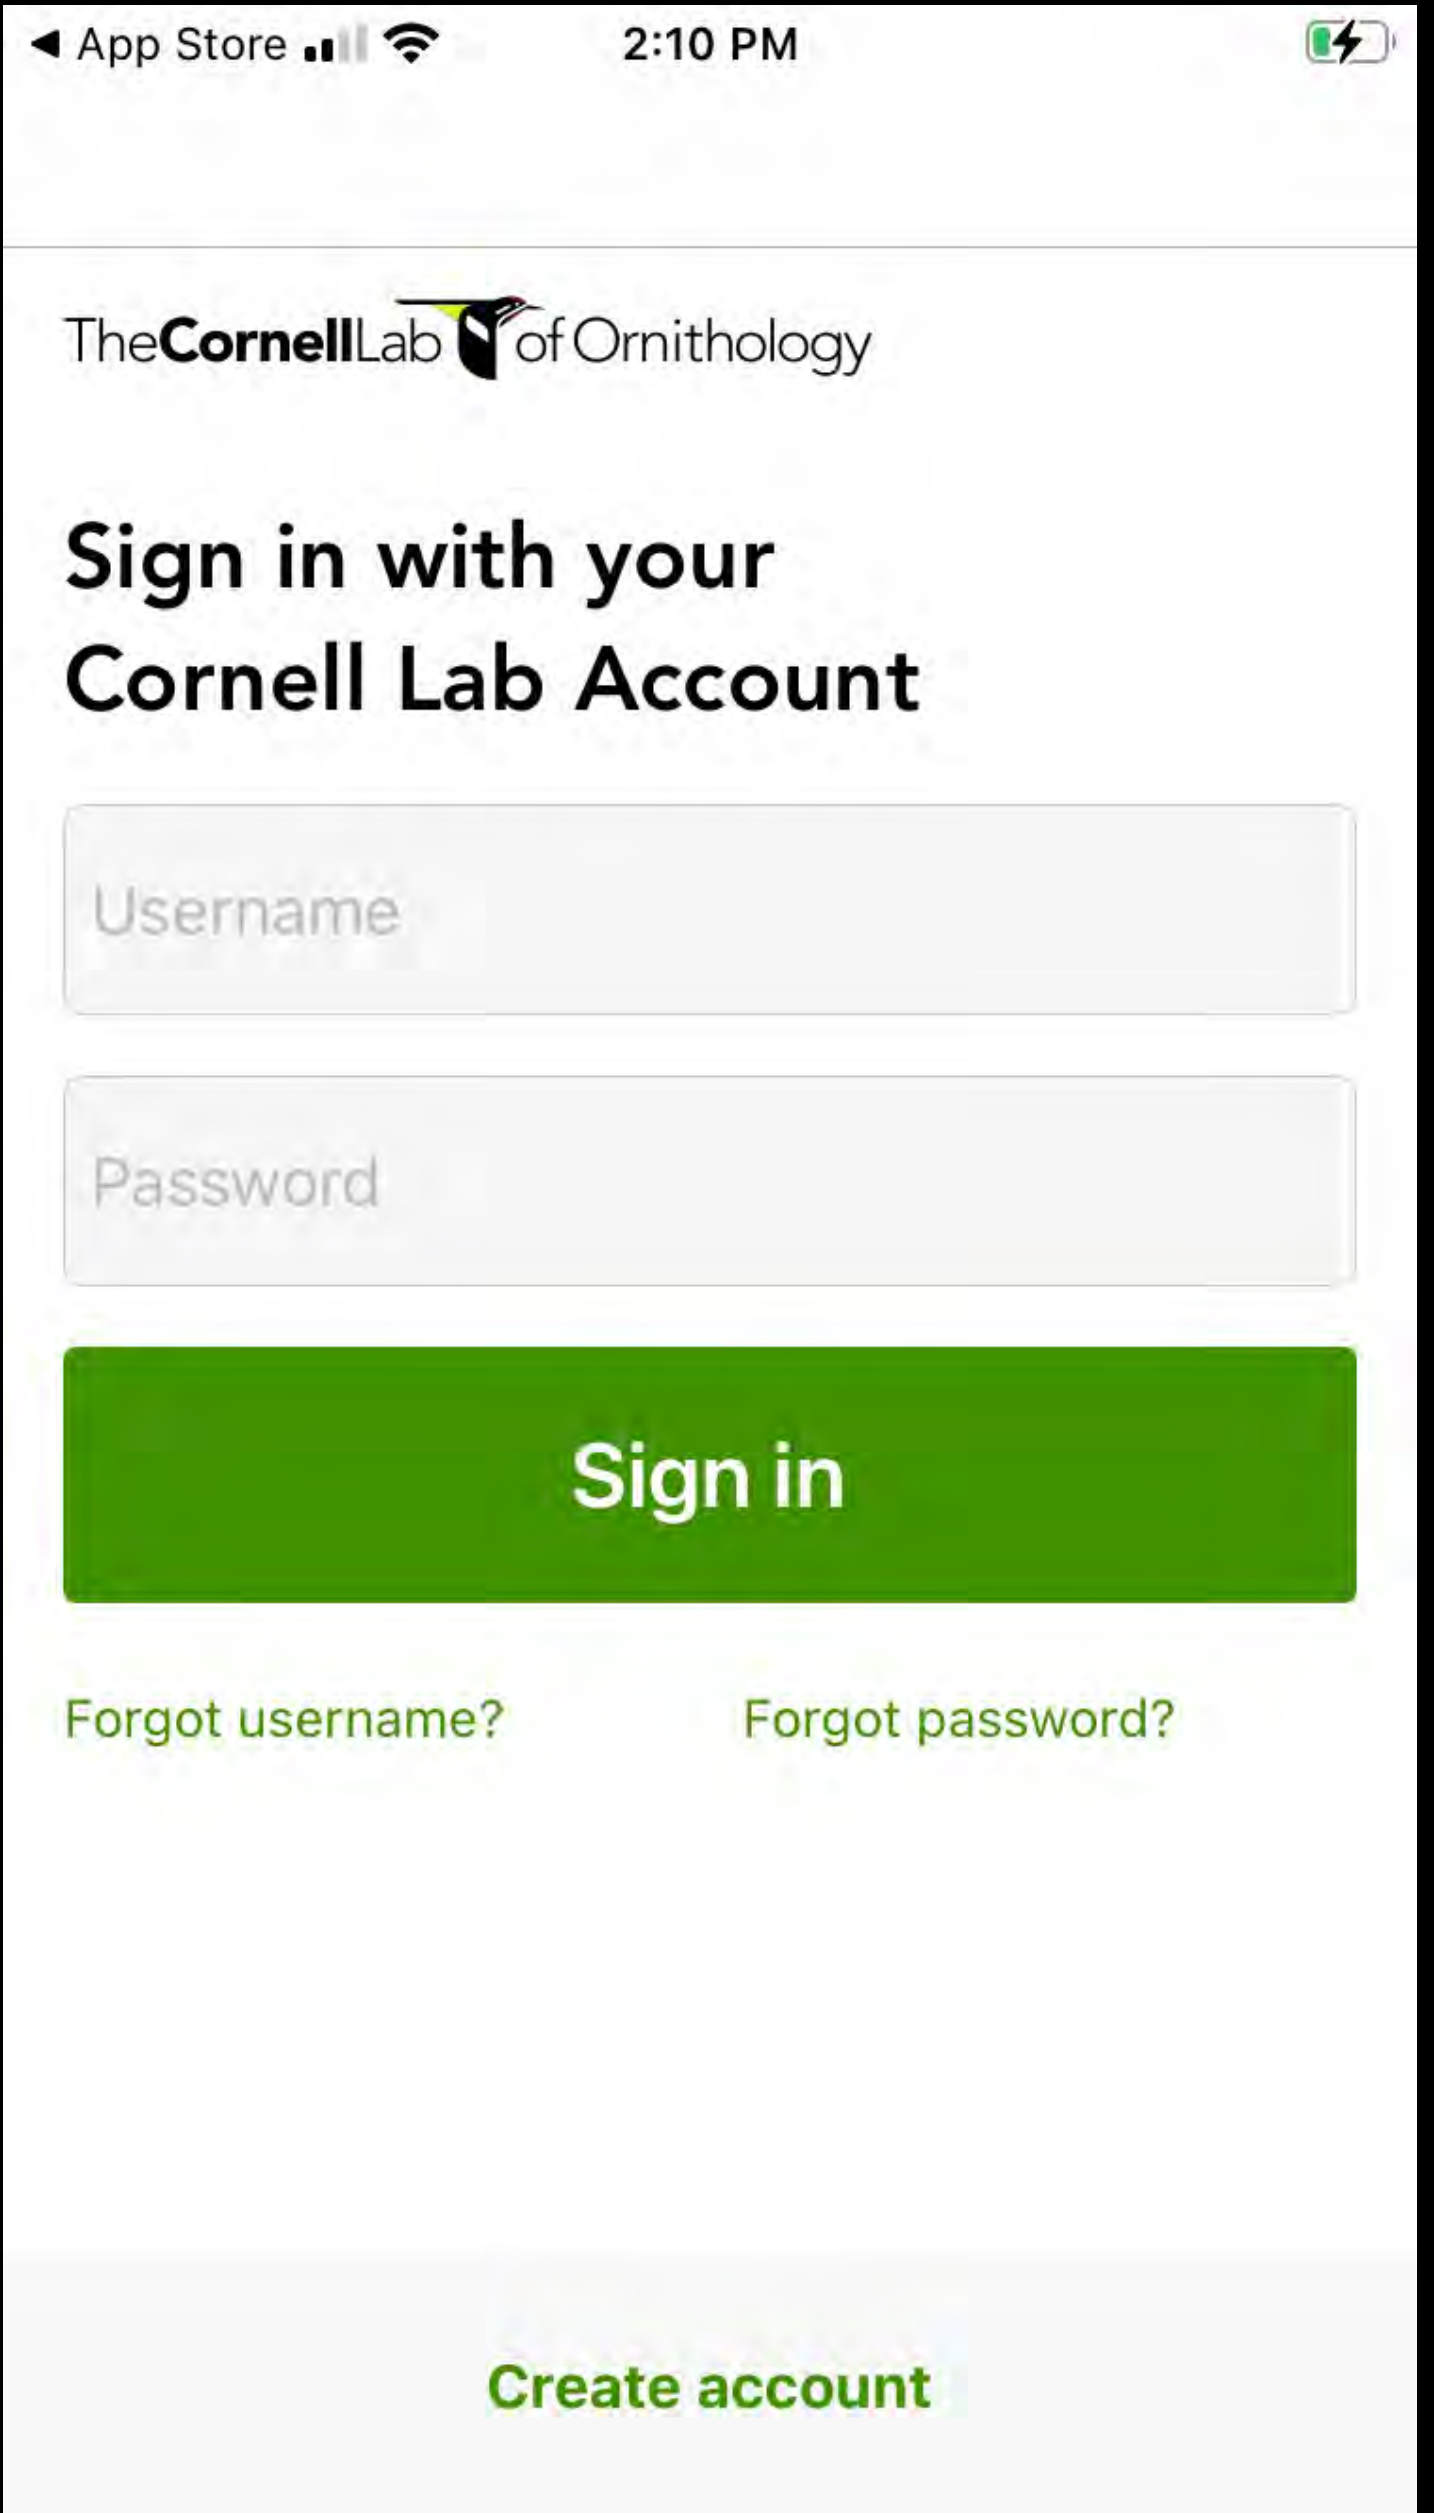 App Store
2:10 PM
TheCornellLab of Ornithology
Sign in with your
Cornell Lab Account
Username
Password
Sign in
Forgot username? Forgot password?
Create account